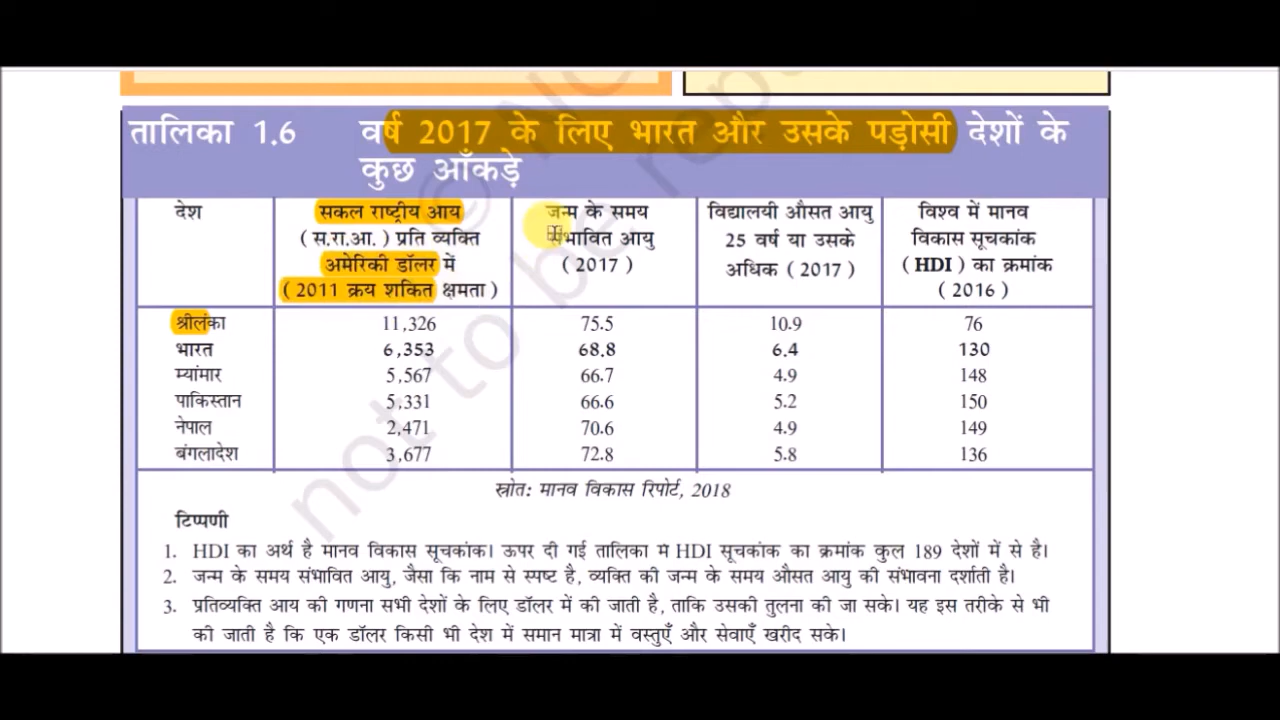 तालिका 1.6 वर्ष 2017 के लिए भारत और उसके पड़ोसी देशों के
कुछ आँकड़े
देश सकल राष्ट्रीय आय जन्म के समय विद्यालयी औसत आयु विश्व में मानव
(स.रा.आ.) प्रति व्यक्ति संभावित आयु 25 वर्ष या उसके विकास सूचकांक
अमेरिकी डॉलर में (2017) अधिक (2017) (HDI) का क्रमांक
(2011 क्रय शकित क्षमता) (2016)
श्रीलंका 11,326 75.5 10.9 76
भारत 6,353 68.8 6.4 130
म्यांमार 5,567 66.7 4.9 148
पाकिस्तान 5,331 66.6 5.2 150
नेपाल 2,471 70.6 4.9 149
बंगलादेश 3,677 72.8 5.8 136
स्रोत: मानव विकास रिपोर्ट, 2018
टिप्पणी
1. HDI का अर्थ है मानव विकास सूचकांक। ऊपर दी गई तालिका म HDI सूचकांक का क्रमांक कुल 189 देशों में से है।
2. जन्म के समय संभावित आयु, जैसा कि नाम से स्पष्ट है, व्यक्ति की जन्म के समय औसत आयु की संभावना दर्शाती है।
3. प्रतिव्यक्ति आय की गणना सभी देशों के लिए डॉलर में की जाती है, ताकि उसकी तुलना की जा सके। यह इस तरीके से भी
की जाती है कि एक डॉलर किसी भी देश में समान मात्रा में वस्तुएँ और सेवाएँ खरीद सके।
not to be rep